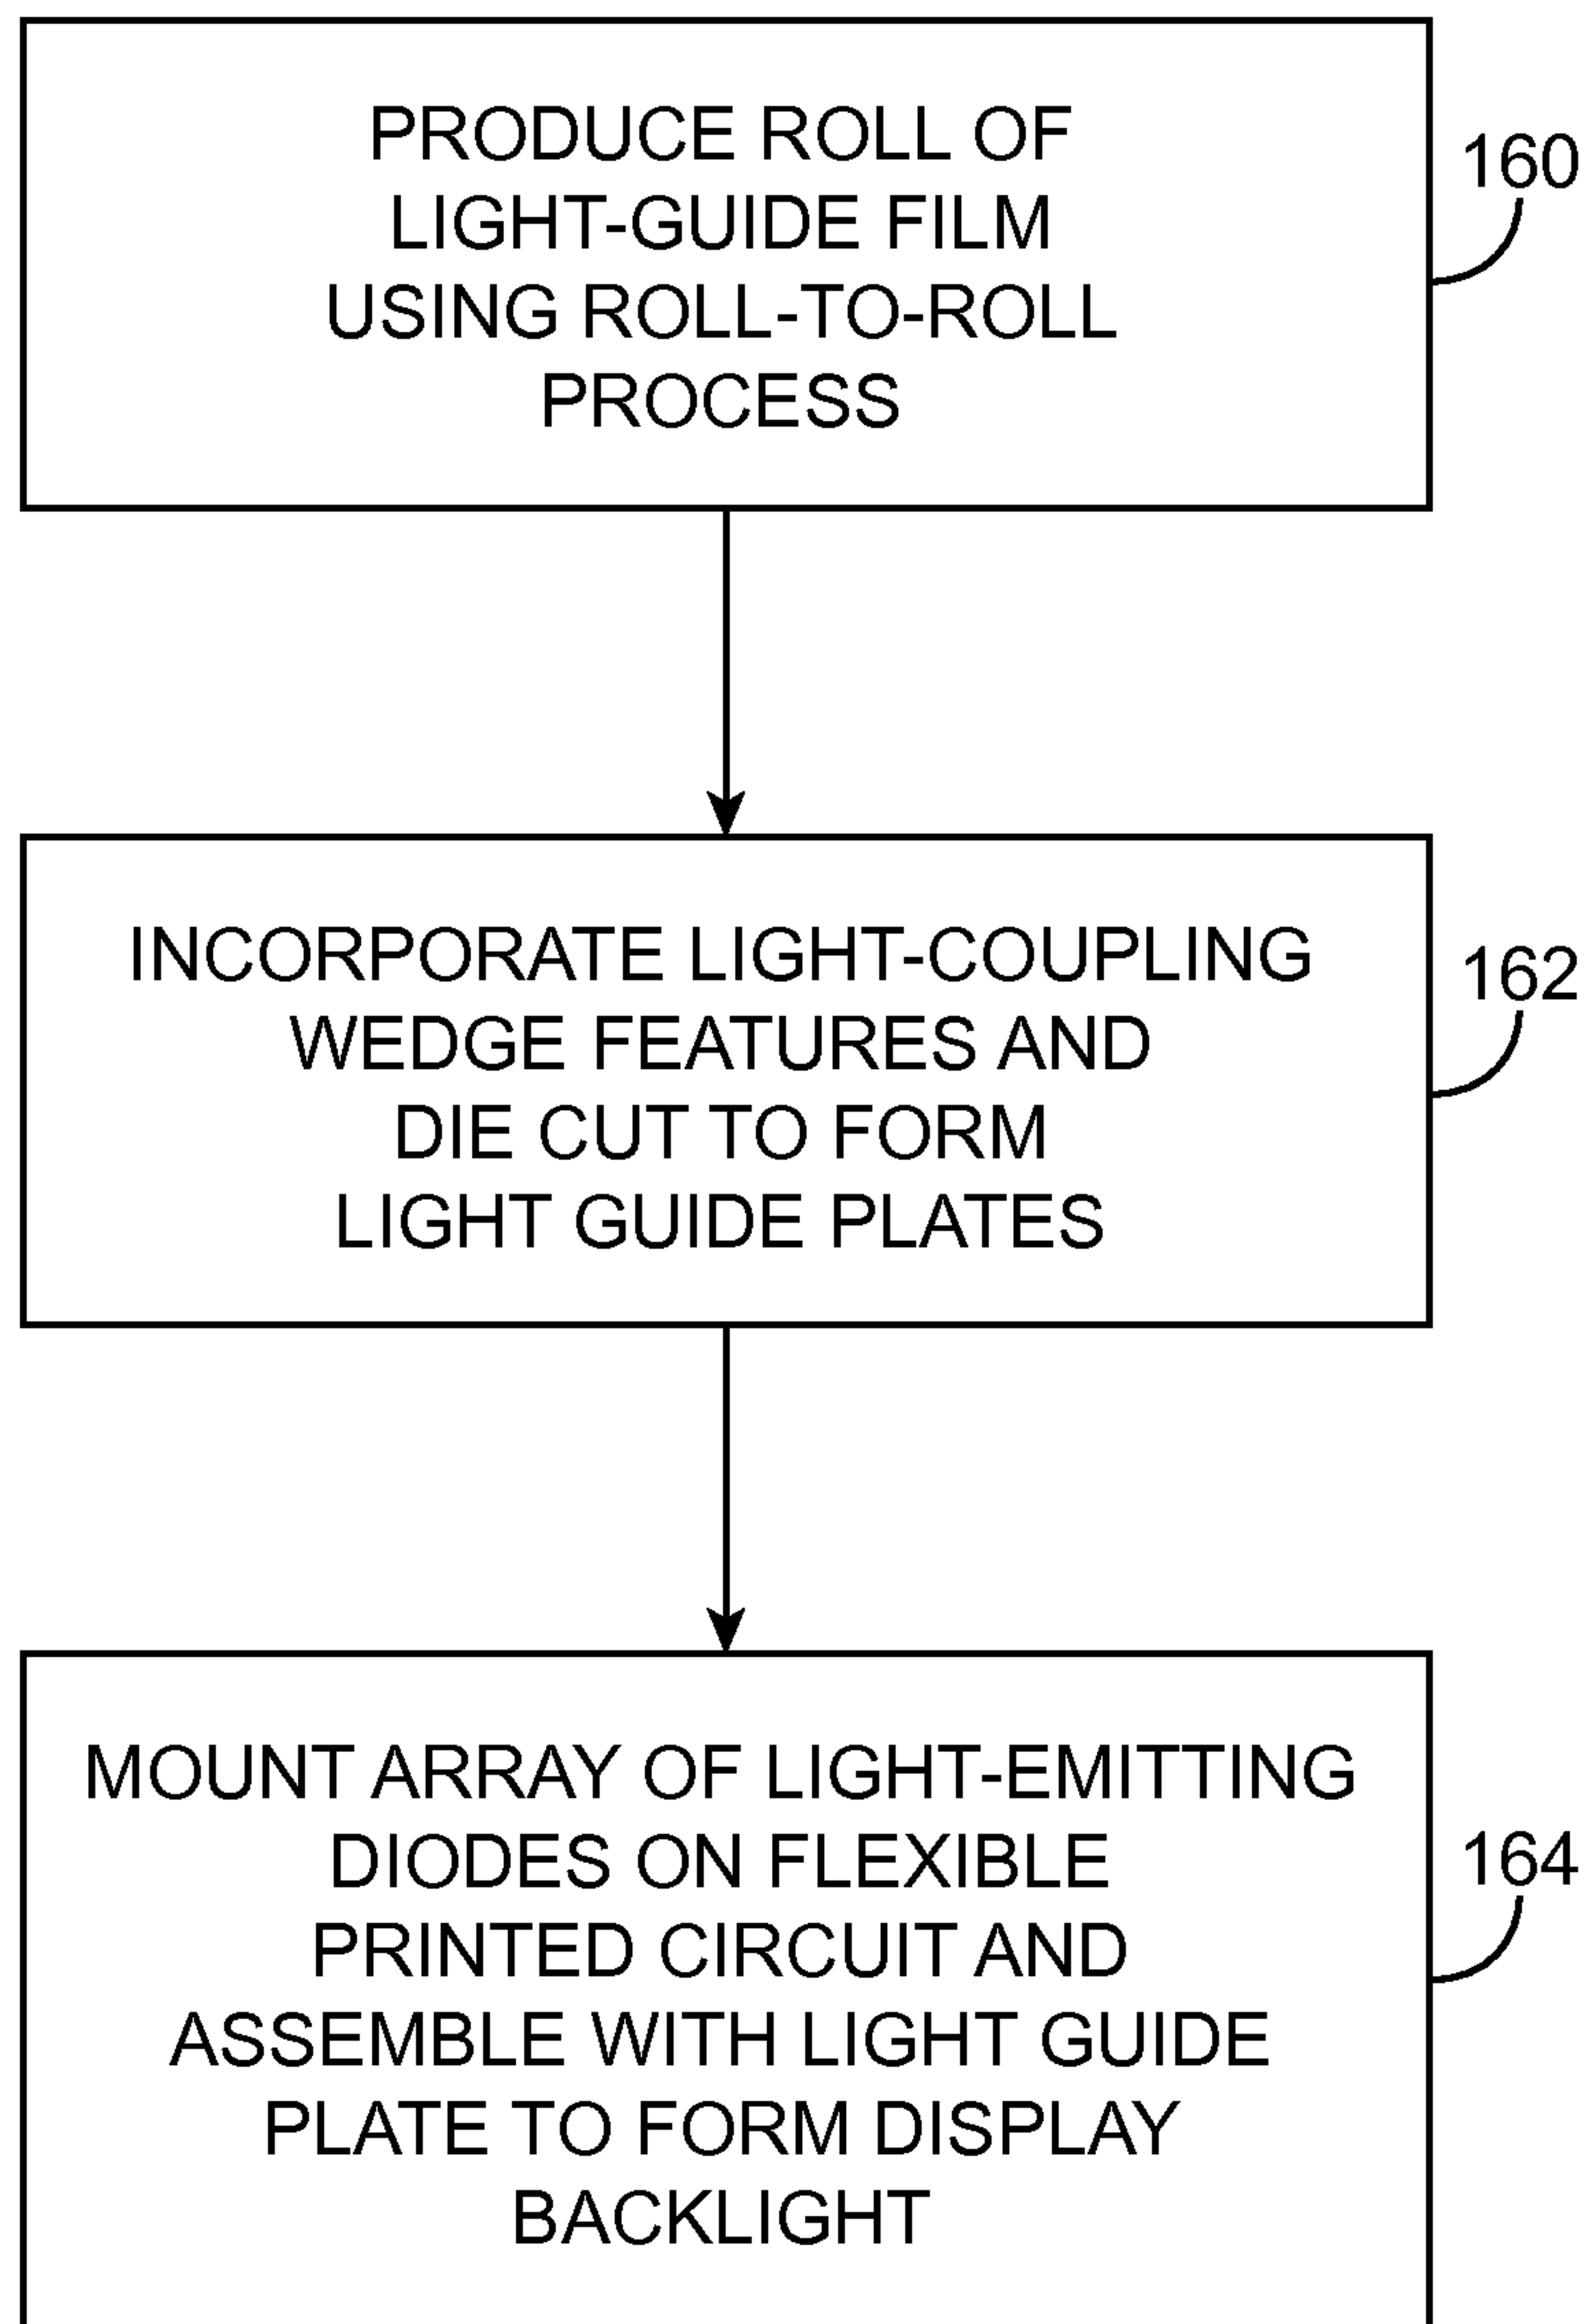 PRODUCE ROLL OF
LIGHT-GUIDE FILM
USING ROLL-TO-ROLL
PROCESS
160
INCORPORATE LIGHT-COUPLING
WEDGE FEATURES AND
DIE CUT TO FORM
LIGHT GUIDE PLATES
162
MOUNT ARRAY OF LIGHT-EMITTING
DIODES ON FLEXIBLE
PRINTED CIRCUIT AND
ASSEMBLE WITH LIGHT GUIDE
PLATE TO FORM DISPLAY
BACKLIGHT
164